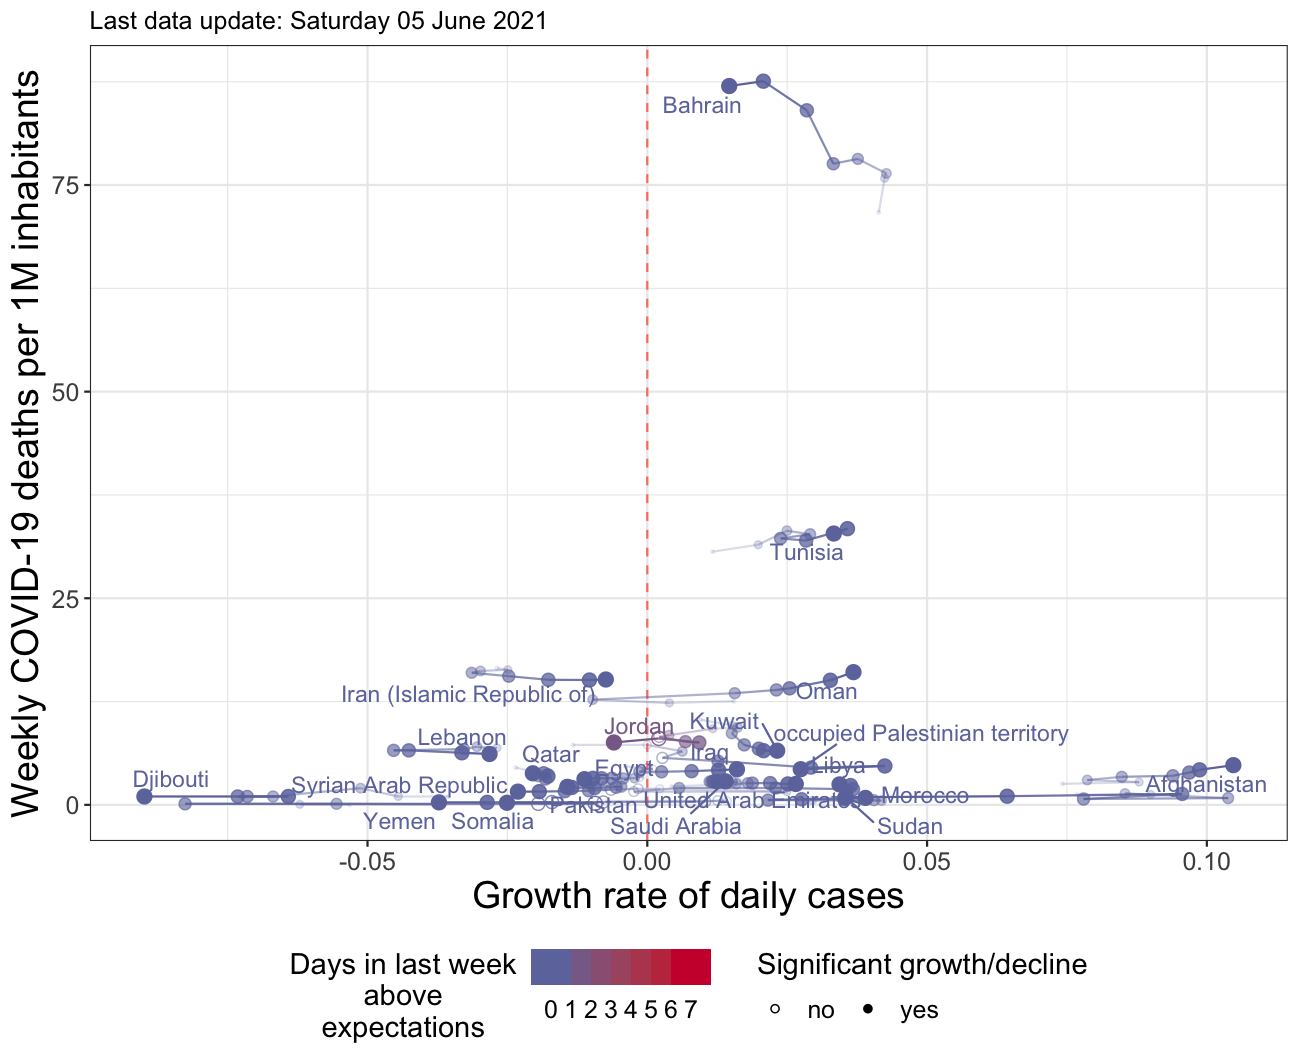 Last data update: Saturday 05 June 2021
Weekly COVID-19 deaths per 1M inhabitants
75
50
25
0
Bahrain
Tunisia
Iran (Islamic Republic of)
Oman
Jordan
Kuwait
occupied Palestinian territory
Lebanon
Qatar
Iraq
Libya
Egypt
Djibouti
Syrian Arab Republic
Afghanistan
Pakistan
United Arab Emirates
Morocco
Yemen
Somalia
Saudi Arabia
Sudan
-0.05
0.00
0.05
0.10
Growth rate of daily cases
Days in last week
above
expectations
0 1 2 3 4 5 6 7
Significant growth/decline
no
yes